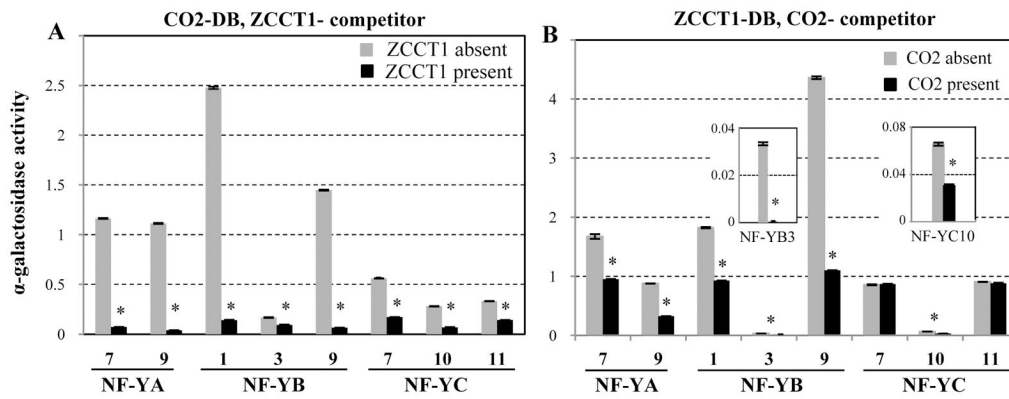 A
CO2-DB, ZCCT1- competitor
ZCCT1 absent
ZCCT1 present
α-galactosidase activity
2.5
2
1.5
1
0.5
0
* * * * * * * *
7 9 1 3 9 7 10 11
NF-YA NF-YB NF-YC
B
ZCCT1-DB, CO2- competitor
CO2 absent
CO2 present
4
3
2
1
0
0.04
0.02
0
*
NF-YB3
0.08
0.04
0
*
NF-YC10
* * * * * *
7 9 1 3 9 7 10 11
NF-YA NF-YB NF-YC